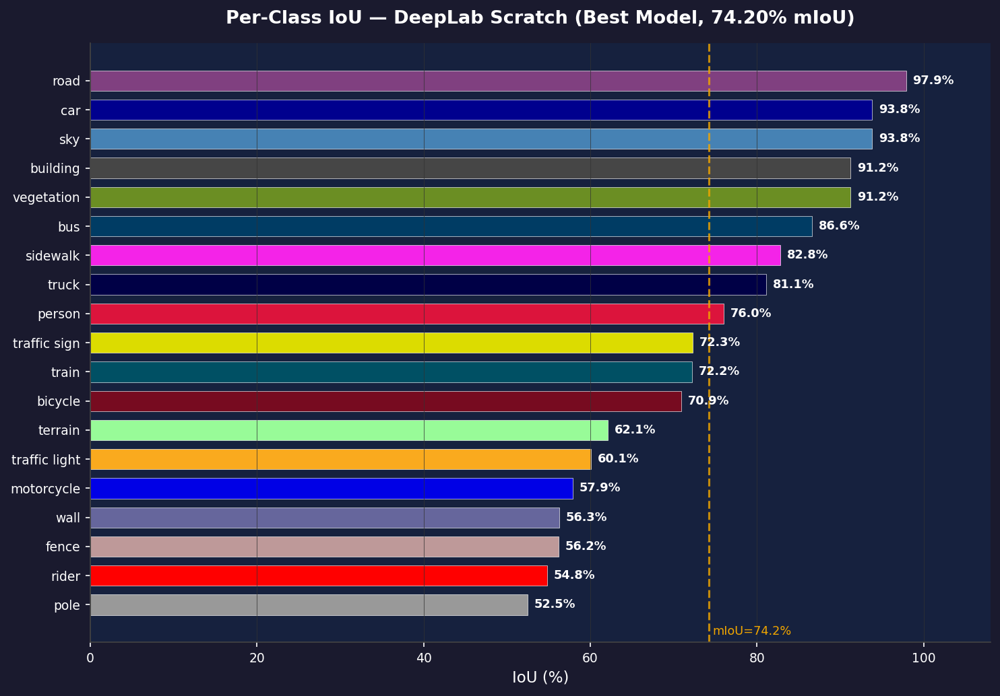 Per-Class IoU — DeepLab Scratch (Best Model, 74.20% mIoU)
road 97.9%
car 93.8%
sky 93.8%
building 91.2%
vegetation 91.2%
bus 86.6%
sidewalk 82.8%
truck 81.1%
person 76.0%
traffic sign 72.3%
train 72.2%
bicycle 70.9%
terrain 62.1%
traffic light 60.1%
motorcycle 57.9%
wall 56.3%
fence 56.2%
rider 54.8%
pole 52.5%
mIoU=74.2%
0 20 40 60 80 100
IoU (%)